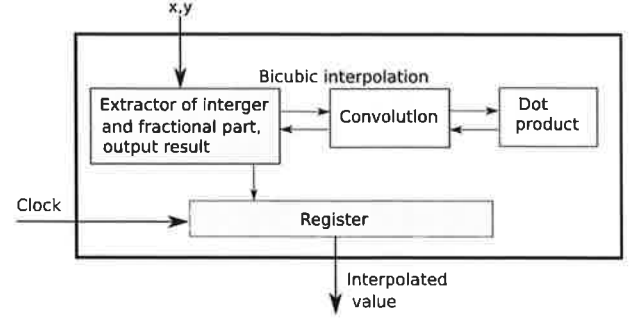 x,y
Bicubic interpolation
Extractor of interger
and fractional part,
output result
Convolution
Dot
product
Clock
Register
Interpolated
value